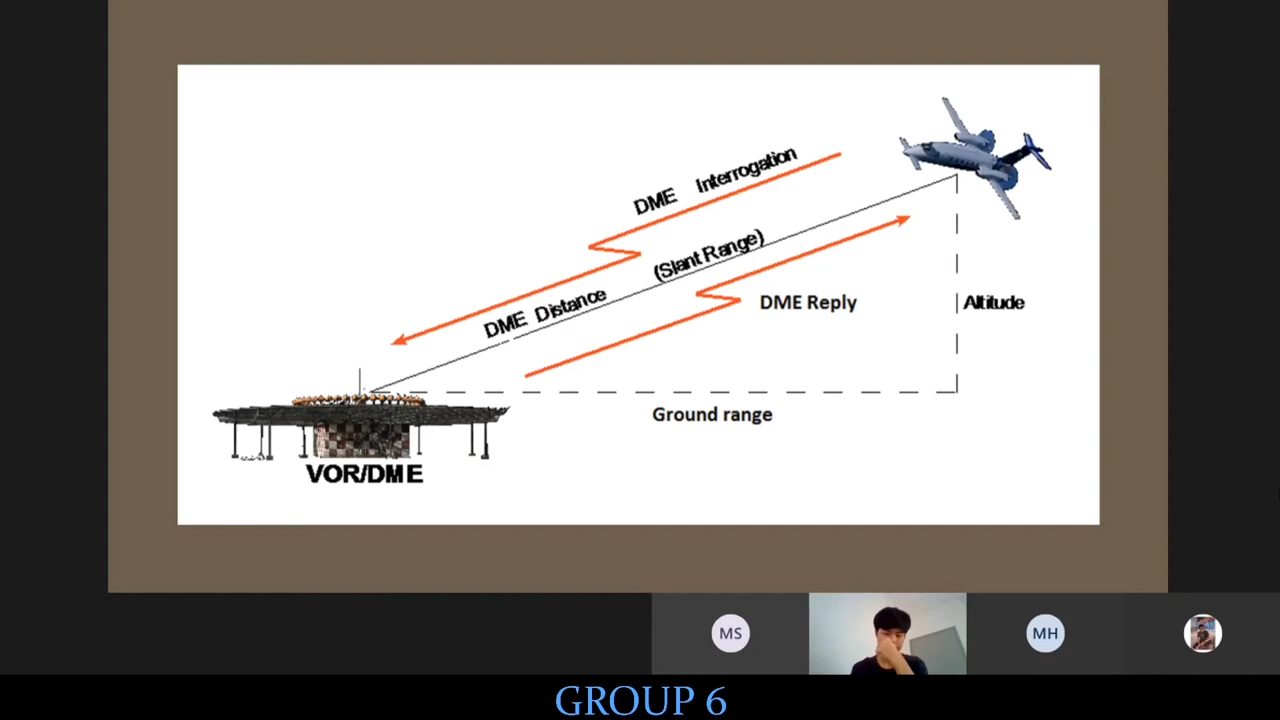 DME Interrogation
(Slant Range)
DME Distance
DME Reply
Altitude
Ground range
VOR/DME
MS
MH
GROUP 6